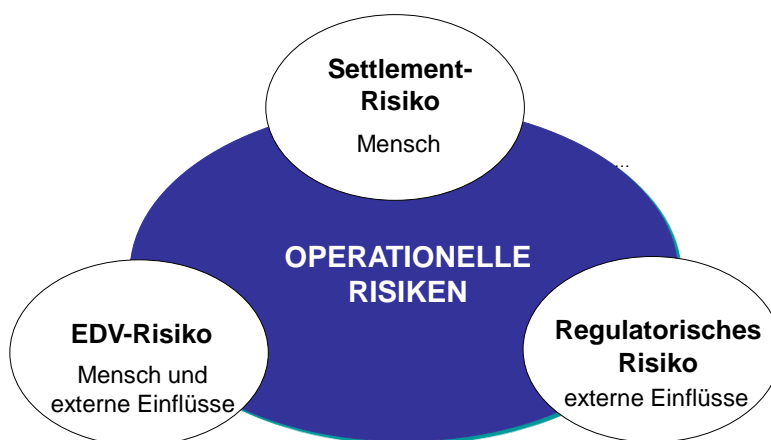 Settlement-
Risiko
Mensch
...
OPERATIONELLE
RISIKEN
EDV-Risiko
Mensch und
externe Einflüsse
Regulatorisches
Risiko
externe Einflüsse